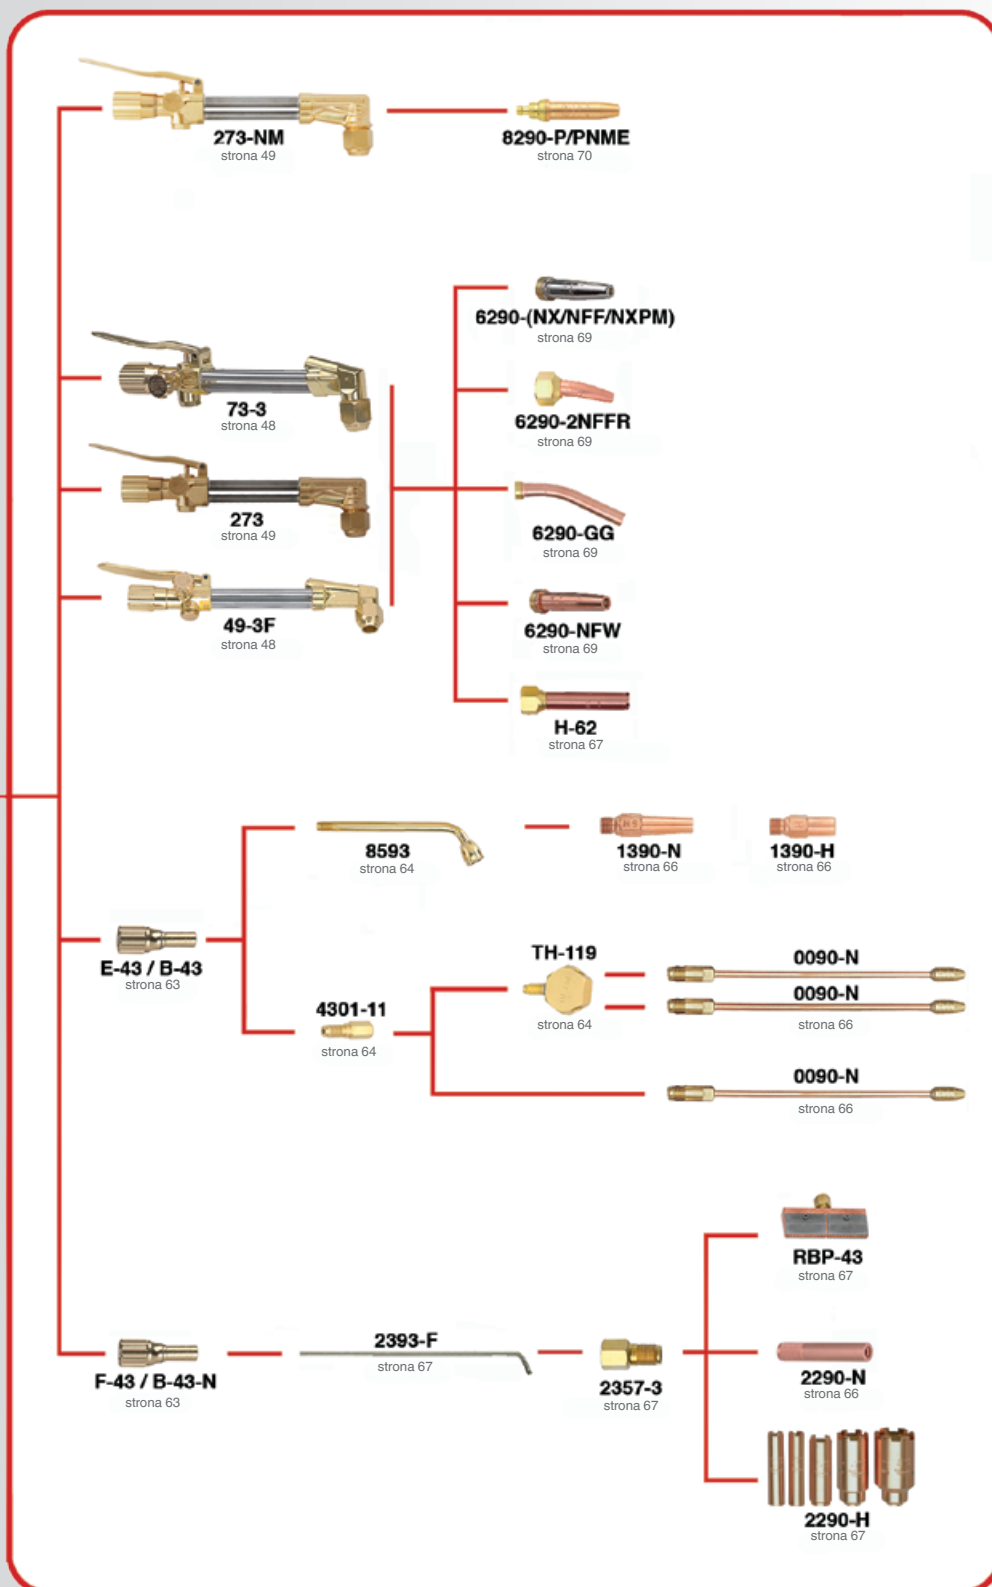 273-NM
strona 49
8290-P/PNME
strona 70
6290-(NX/NFF/NXPM)
strona 69
73-3
strona 48
6290-2NFFR
strona 69
273
strona 49
6290-GG
strona 69
49-3F
strona 48
6290-NFW
strona 69
H-62
strona 67
8593
strona 64
1390-N
strona 66
1390-H
strona 66
E-43 / B-43
strona 63
4301-11
strona 64
TH-119
strona 64
0090-N
0090-N
strona 66
0090-N
strona 66
RBP-43
strona 67
F-43 / B-43-N
strona 63
2393-F
strona 67
2357-3
strona 67
2290-N
strona 66
2290-H
strona 67